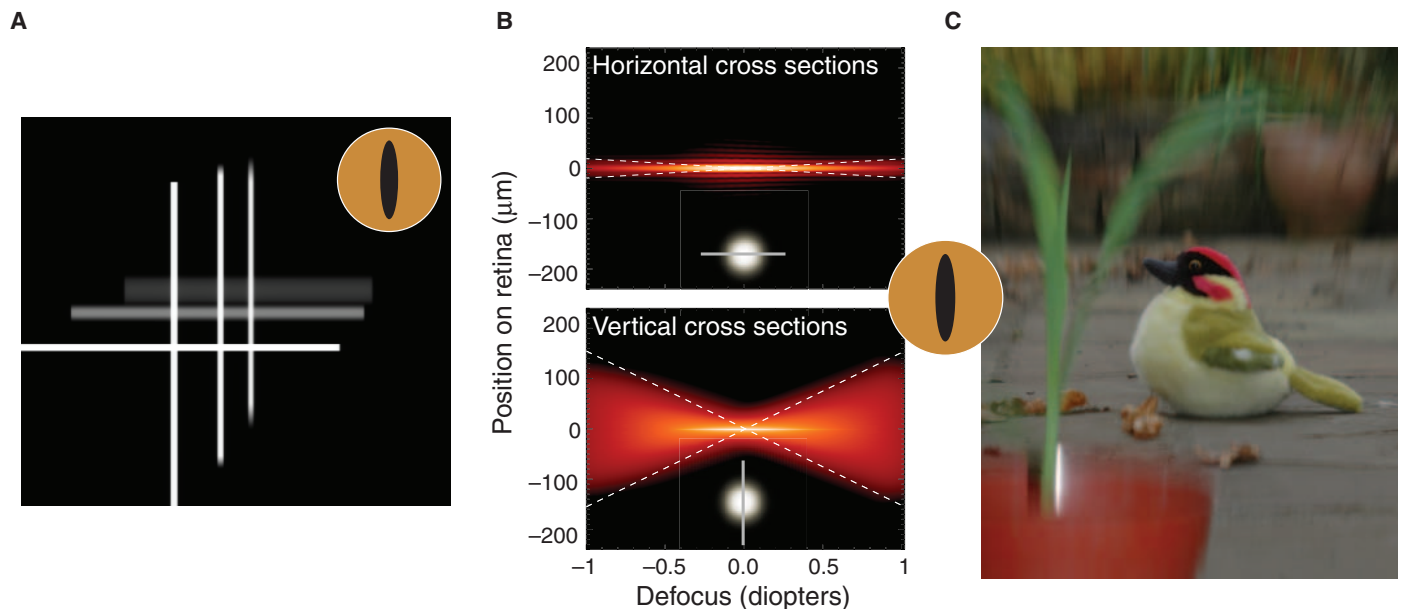 A
B
C
Horizontal cross sections
200
100
0
–100
–200
Vertical cross sections
200
100
0
–100
–200
Position on retina (μm)
–1
–0.5
0.0
0.5
1
Defocus (diopters)